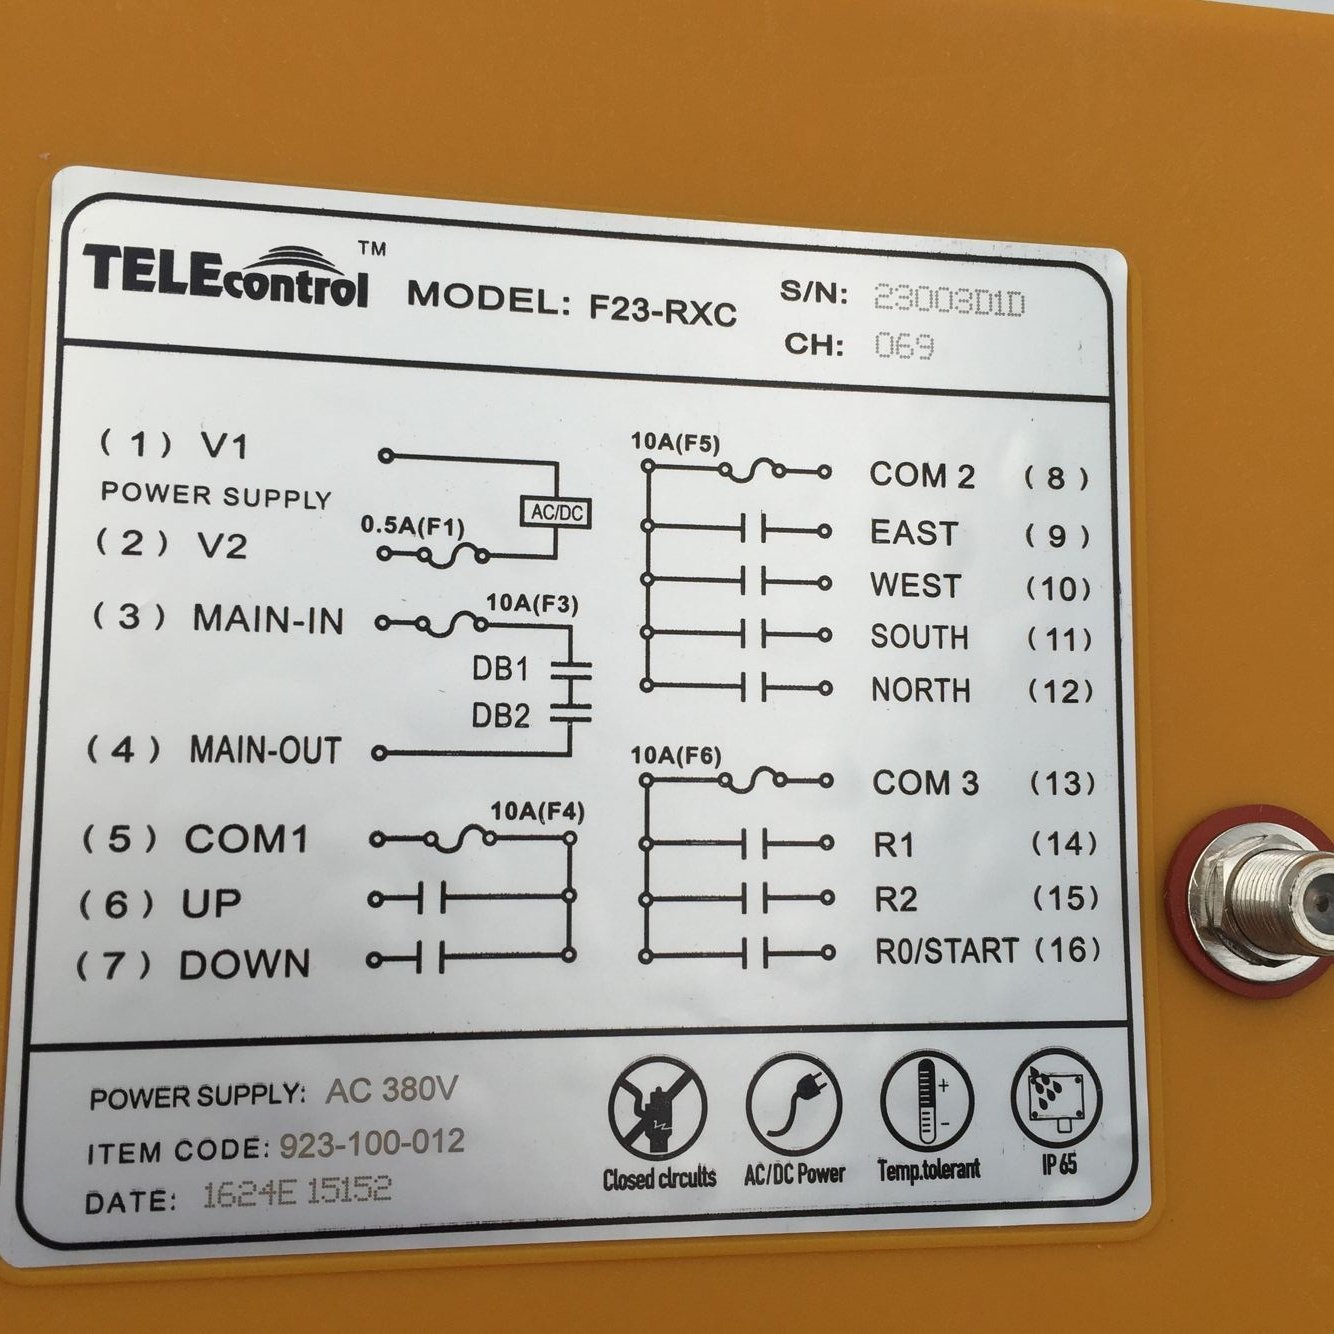 TELEcontrol™ MODEL: F23-RXC
S/N: 23003D1D
CH: 069
(1) V1
POWER SUPPLY
(2) V2
AC/DC
0.5A(F1)
(3) MAIN-IN
10A(F3)
DB1
DB2
(4) MAIN-OUT
(5) COM1
10A(F4)
(6) UP
(7) DOWN
10A(F5)
COM 2 (8)
EAST (9)
WEST (10)
SOUTH (11)
NORTH (12)
10A(F6)
COM 3 (13)
R1 (14)
R2 (15)
R0/START (16)
POWER SUPPLY: AC 380V
ITEM CODE: 923-100-012
DATE: 1624E 15152
Closed circuits
AC/DC Power
+
-
Temp.tolerant
IP 65